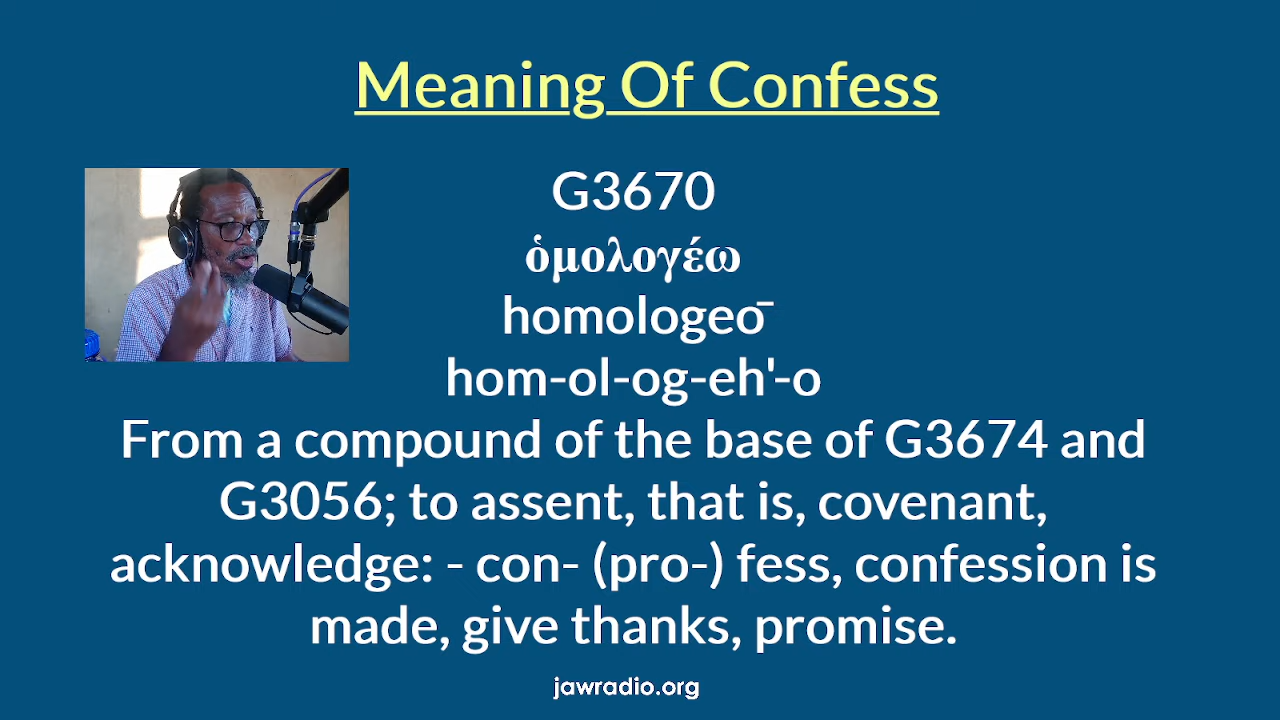 Meaning Of Confess
G3670
ὁμολογέω
homologeō
hom-ol-og-eh'-o
From a compound of the base of G3674 and
G3056; to assent, that is, covenant,
acknowledge: - con- (pro-) fess, confession is
made, give thanks, promise.
jawradio.org